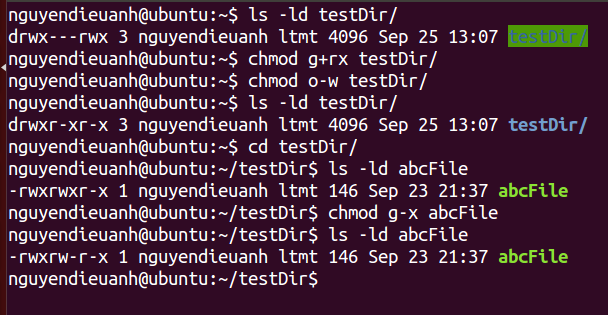 nguyendieuanh@ubuntu:~$ ls -ld testDir/
drwx---rwx 3 nguyendieuanh ltmt 4096 Sep 25 13:07 testDir/
nguyendieuanh@ubuntu:~$ chmod g+rx testDir/
nguyendieuanh@ubuntu:~$ chmod o-w testDir/
nguyendieuanh@ubuntu:~$ ls -ld testDir/
drwxr-xr-x 3 nguyendieuanh ltmt 4096 Sep 25 13:07 testDir/
nguyendieuanh@ubuntu:~$ cd testDir/
nguyendieuanh@ubuntu:~/testDir$ ls -ld abcFile
-rwxrwxr-x 1 nguyendieuanh ltmt 146 Sep 23 21:37 abcFile
nguyendieuanh@ubuntu:~/testDir$ chmod g-x abcFile
nguyendieuanh@ubuntu:~/testDir$ ls -ld abcFile
-rwxrw-r-x 1 nguyendieuanh ltmt 146 Sep 23 21:37 abcFile
nguyendieuanh@ubuntu:~/testDir$